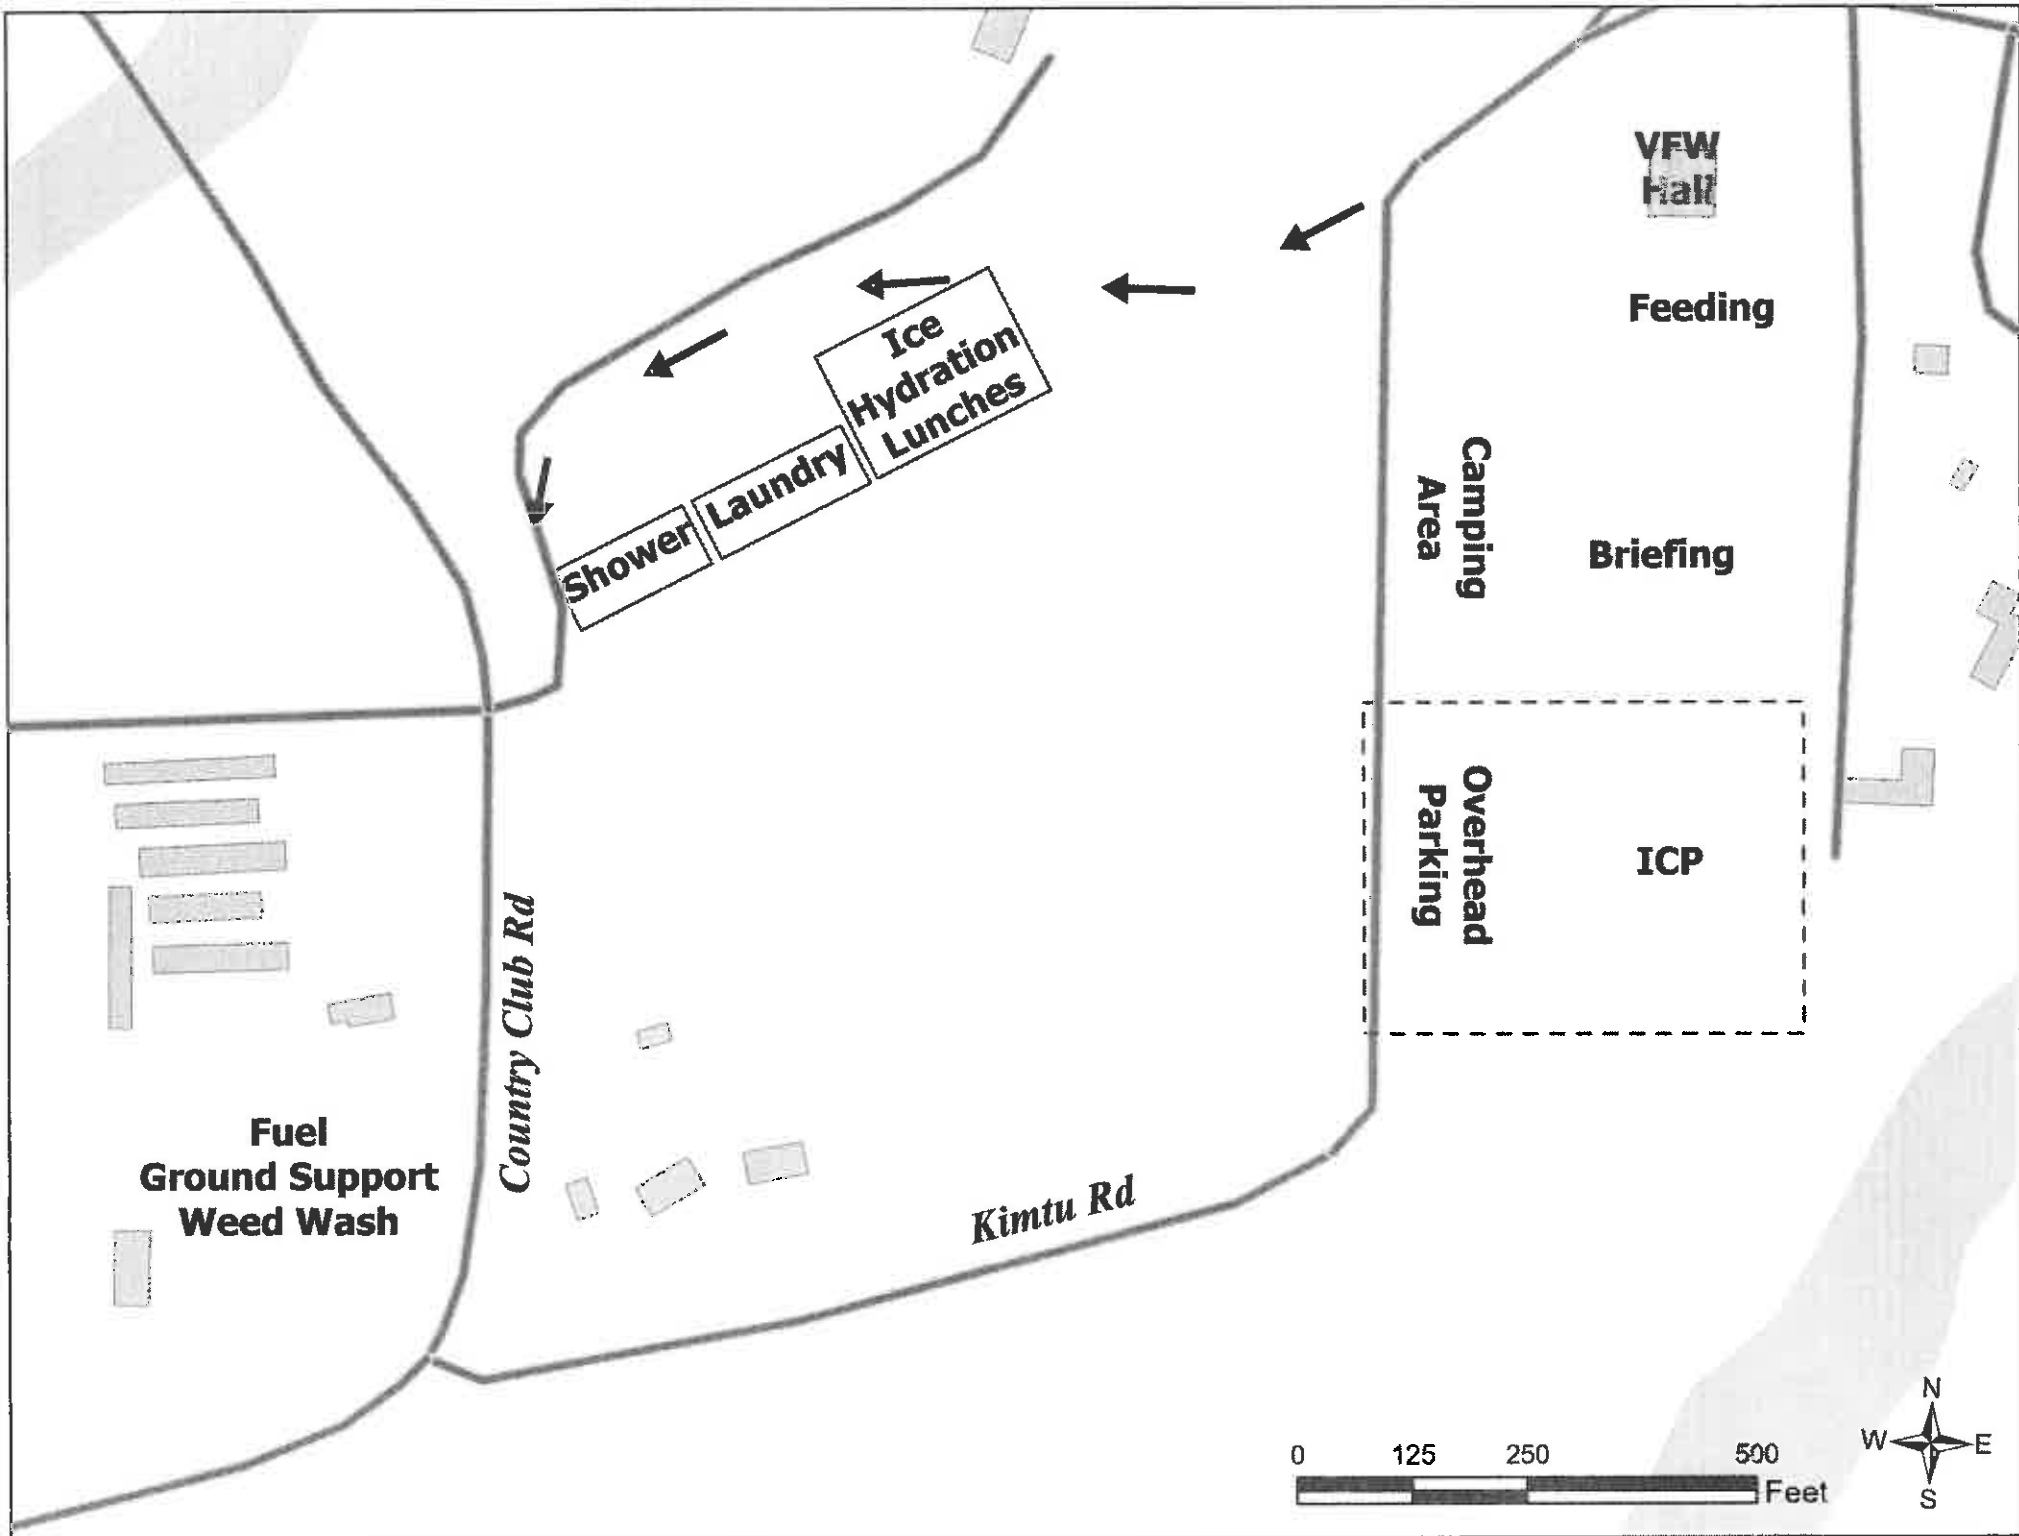 VFW
Hall
Feeding
Ice
Hydration
Lunches
Laundry
Shower
Camping
Area
Briefing
Overhead
Parking
ICP
Country Club Rd
Fuel
Ground Support
Weed Wash
Kimtu Rd
N
W E
S
0 125 250 500
Feet